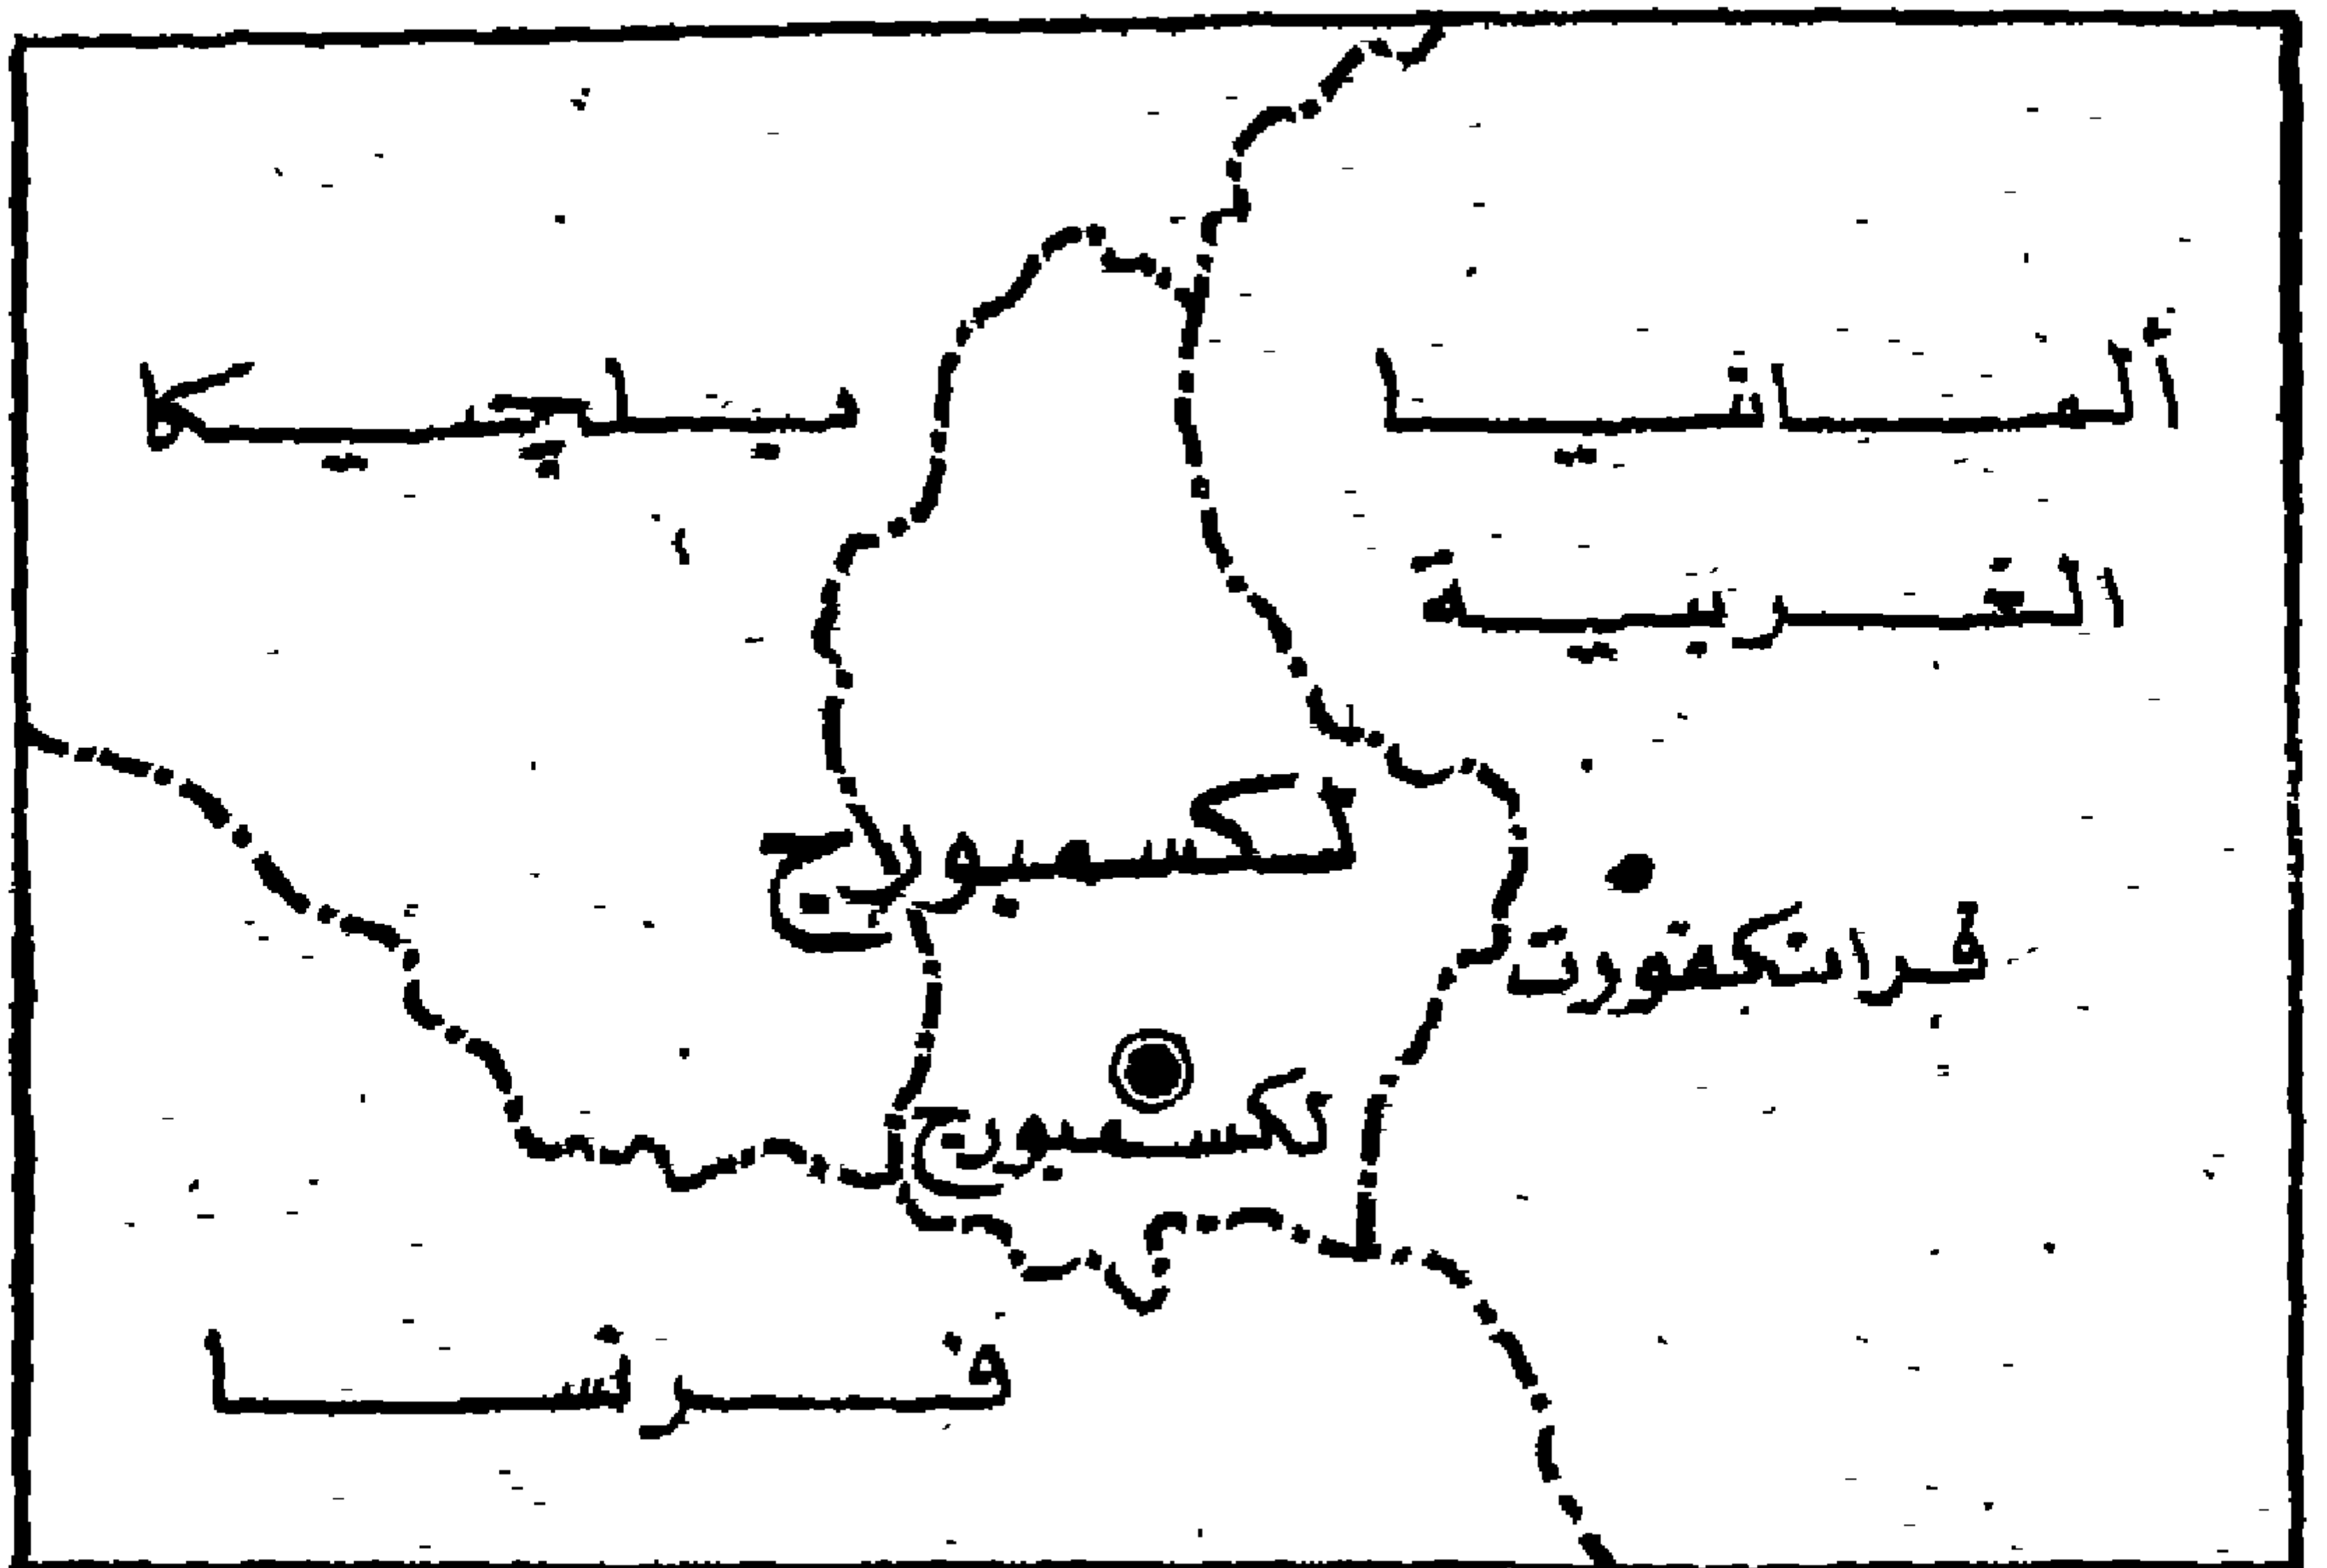 ألمانيا
بلجيكا
الغربية
لكسمبورج
فرانكفورت
لكسمبورج
فرنسا